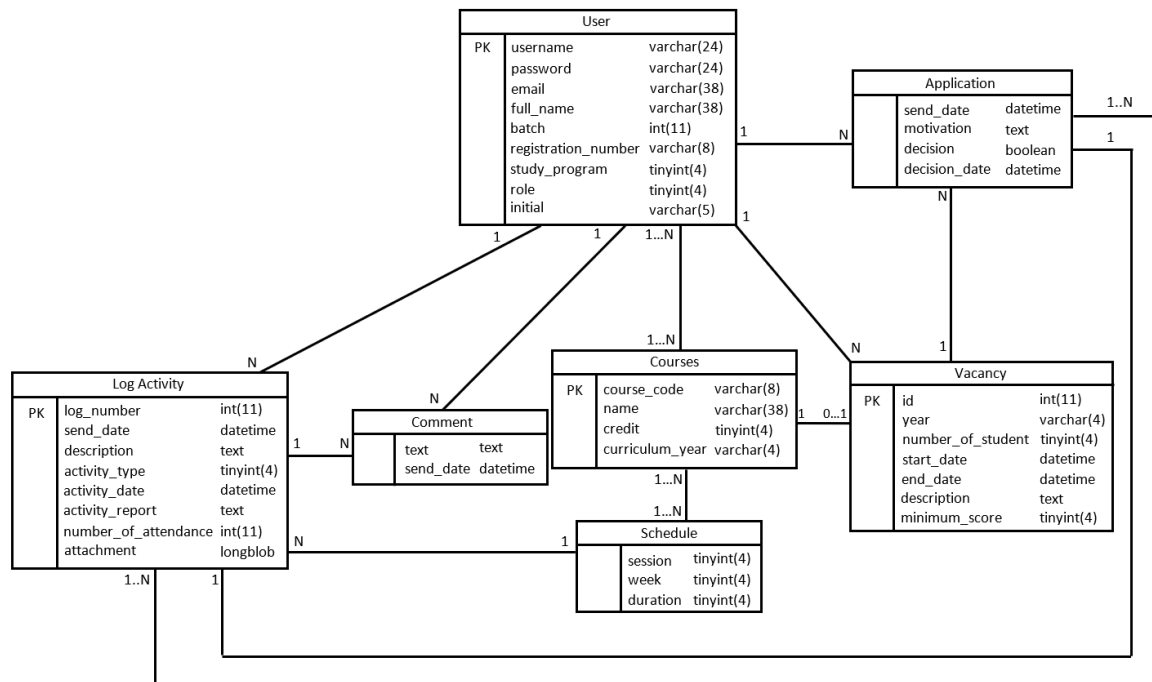 User
PK username varchar(24)
password varchar(24)
email varchar(38)
full_name varchar(38)
batch int(11)
registration_number varchar(8)
study_program tinyint(4)
role tinyint(4)
initial varchar(5)
Application
send_date datetime
motivation text
decision boolean
decision_date datetime
1..N
1
1 N
1 1 1...N 1
N 1
N N 1...N N
Log Activity
PK log_number int(11)
send_date datetime
description text
activity_type tinyint(4)
activity_date datetime
activity_report text
number_of_attendance int(11)
attachment longblob
1 N
Comment
text text
send_date datetime
Courses
PK course_code varchar(8)
name varchar(38)
credit tinyint(4)
curriculum_year varchar(4)
1 0...1
Vacancy
PK id int(11)
year varchar(4)
number_of_student tinyint(4)
start_date datetime
end_date datetime
description text
minimum_score tinyint(4)
1...N
1...N
N 1
Schedule
session tinyint(4)
week tinyint(4)
duration tinyint(4)
1..N 1